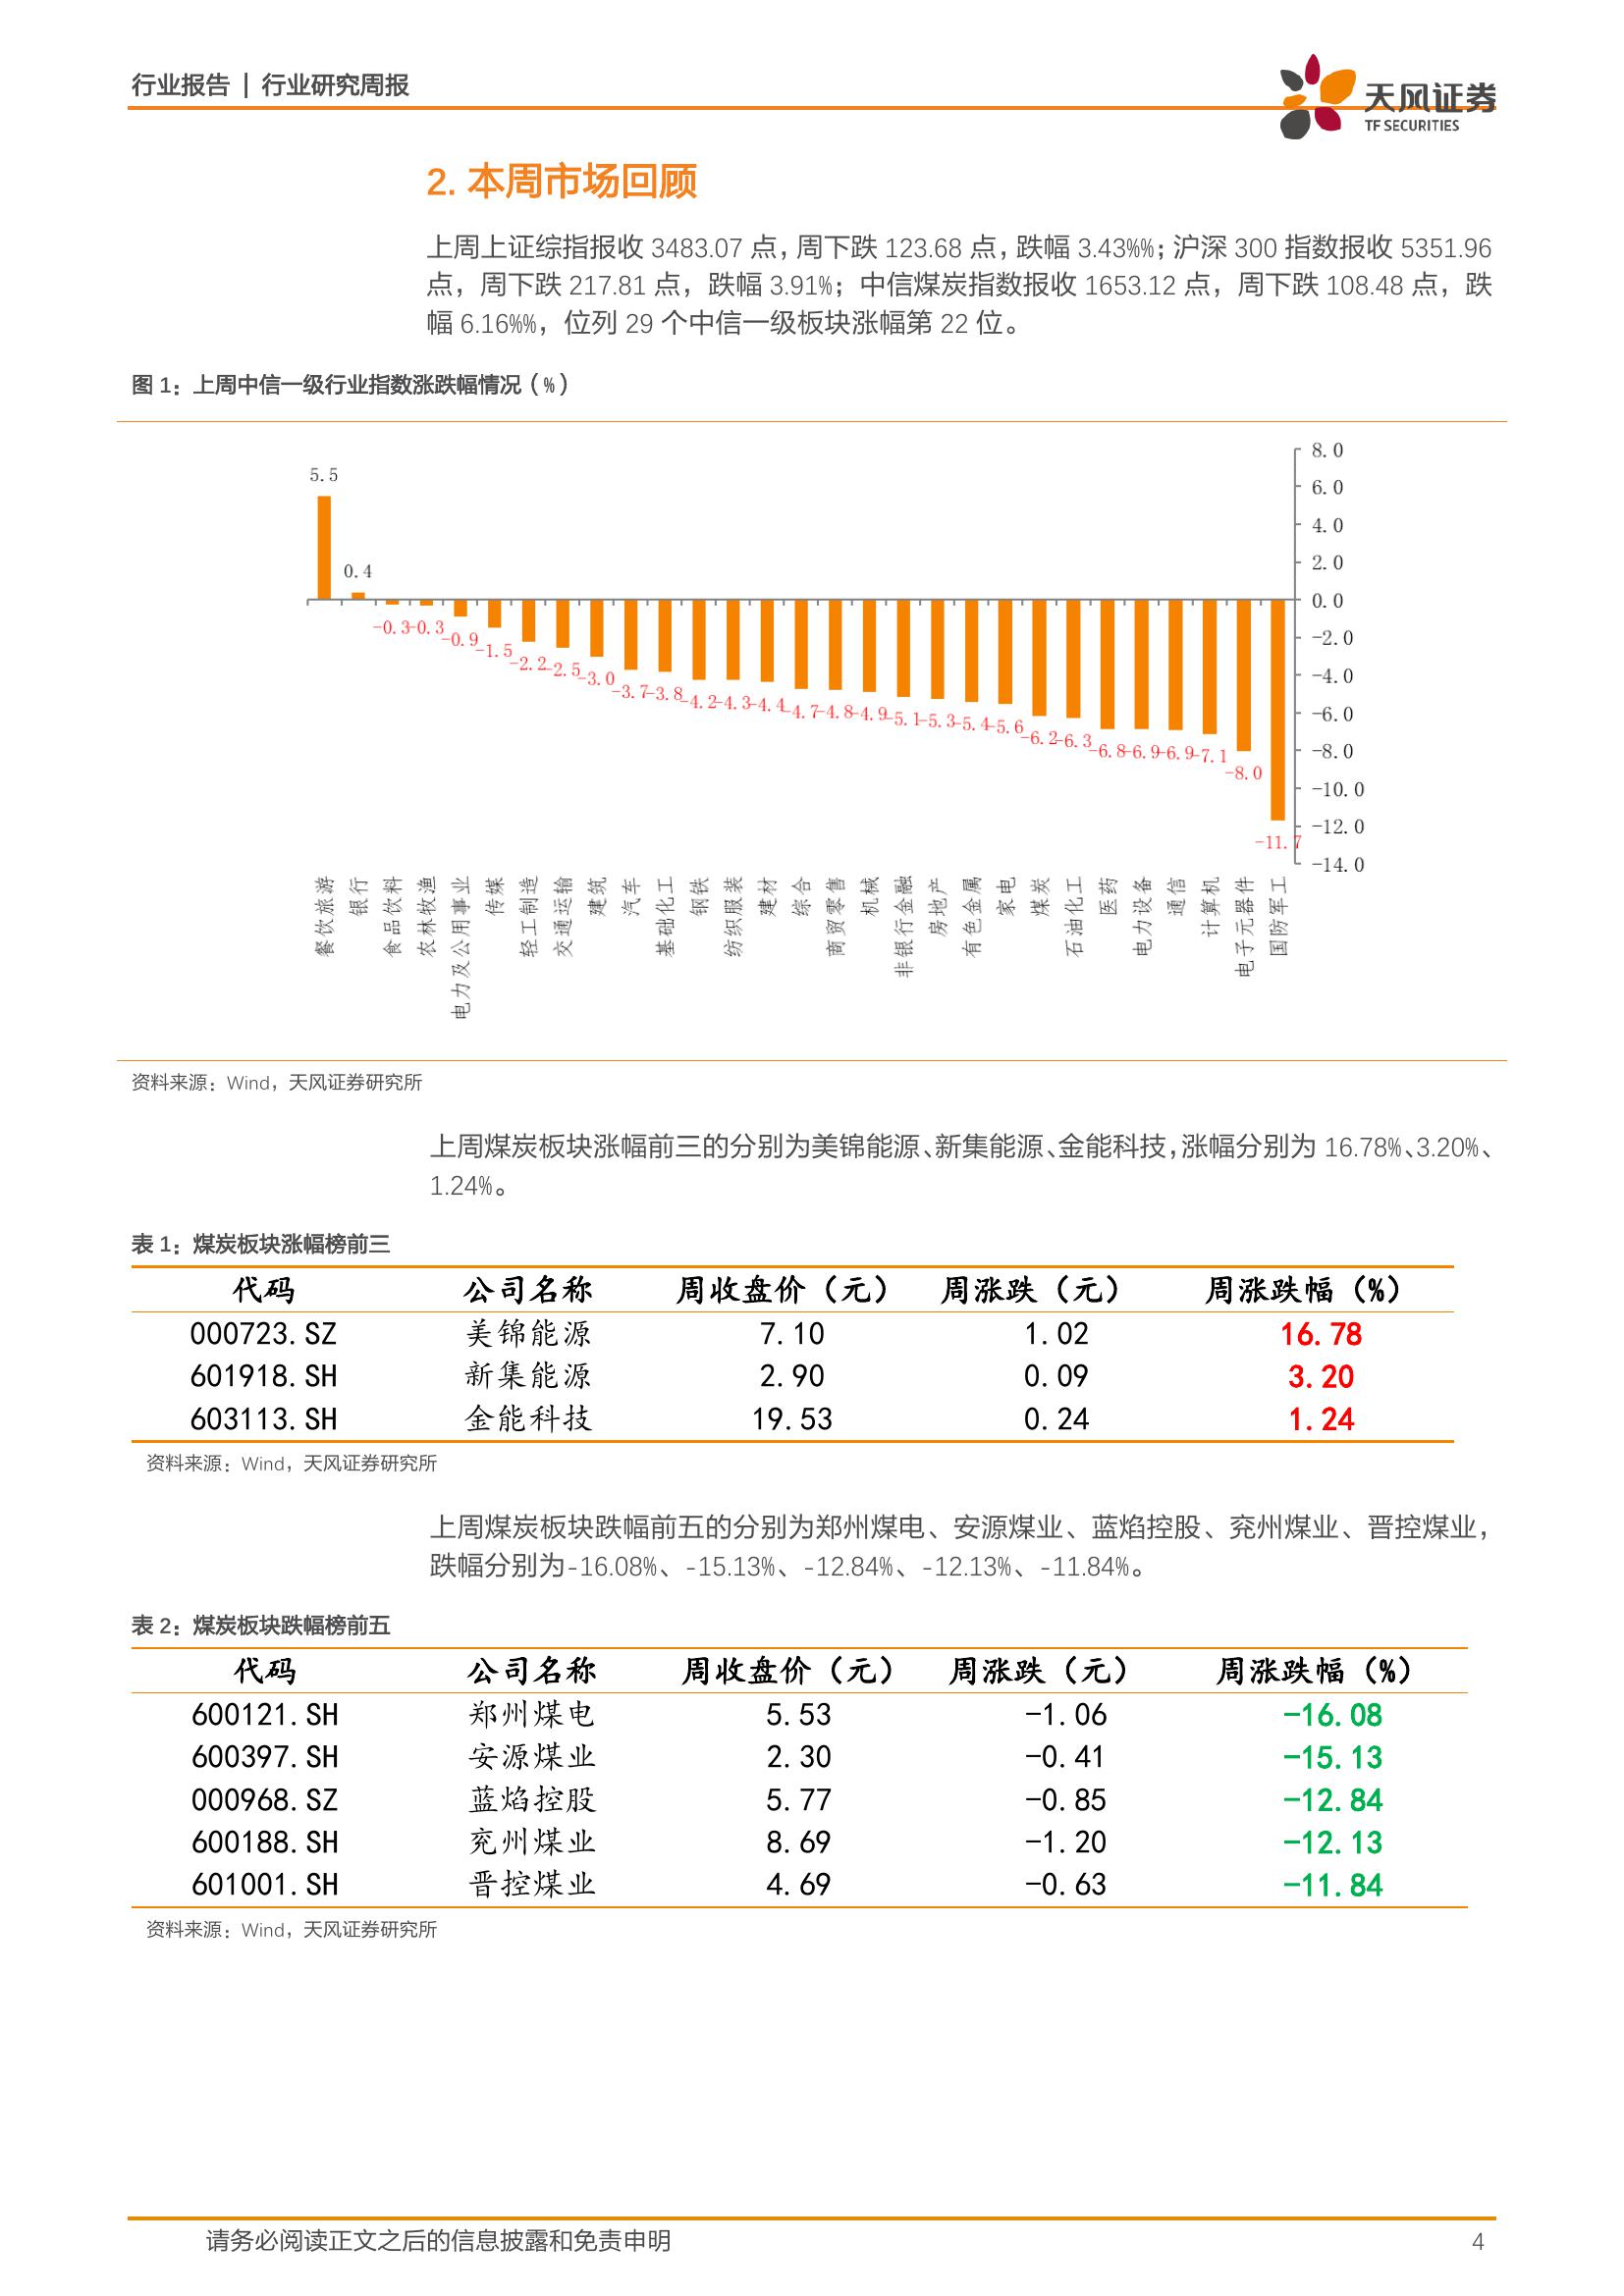 行业报告 | 行业研究周报
天风证券
TF SECURITIES
2. 本周市场回顾
上周上证综指报收 3483.07 点，周下跌 123.68 点，跌幅 3.43%%；沪深 300 指数报收 5351.96
点，周下跌 217.81 点，跌幅 3.91%；中信煤炭指数报收 1653.12 点，周下跌 108.48 点，跌
幅 6.16%%，位列 29 个中信一级板块涨幅第 22 位。
图 1：上周中信一级行业指数涨跌幅情况（%）
8.0
6.0
4.0
2.0
0.0
-2.0
-4.0
-6.0
-8.0
-10.0
-12.0
-14.0
5.5 0.4 -0.3 -0.3 -0.9 -1.5 -2.2 -2.5 -3.0 -3.7 -3.8 -4.2 -4.3 -4.4 -4.7 -4.8 -4.9 -5.1 -5.3 -5.4 -5.6 -6.2 -6.3 -6.8 -6.9 -6.9 -7.1 -8.0 -11.7
餐饮旅游
银行
食品饮料
农林牧渔
电力及公用事业
传媒
轻工制造
交通运输
建筑
汽车
基础化工
钢铁
纺织服装
建材
综合
商贸零售
机械
非银行金融
房地产
有色金属
家电
煤炭
石油化工
医药
电力设备
通信
计算机
电子元器件
国防军工
资料来源：Wind，天风证券研究所
上周煤炭板块涨幅前三的分别为美锦能源、新集能源、金能科技，涨幅分别为 16.78%、3.20%、
1.24%。
表 1：煤炭板块涨幅榜前三
代码 公司名称 周收盘价（元） 周涨跌（元） 周涨跌幅（%）
000723.SZ 美锦能源 7.10 1.02 16.78
601918.SH 新集能源 2.90 0.09 3.20
603113.SH 金能科技 19.53 0.24 1.24
资料来源：Wind，天风证券研究所
上周煤炭板块跌幅前五的分别为郑州煤电、安源煤业、蓝焰控股、兖州煤业、晋控煤业，
跌幅分别为-16.08%、-15.13%、-12.84%、-12.13%、-11.84%。
表 2：煤炭板块跌幅榜前五
代码 公司名称 周收盘价（元） 周涨跌（元） 周涨跌幅（%）
600121.SH 郑州煤电 5.53 -1.06 -16.08
600397.SH 安源煤业 2.30 -0.41 -15.13
000968.SZ 蓝焰控股 5.77 -0.85 -12.84
600188.SH 兖州煤业 8.69 -1.20 -12.13
601001.SH 晋控煤业 4.69 -0.63 -11.84
资料来源：Wind，天风证券研究所
请务必阅读正文之后的信息披露和免责申明 4